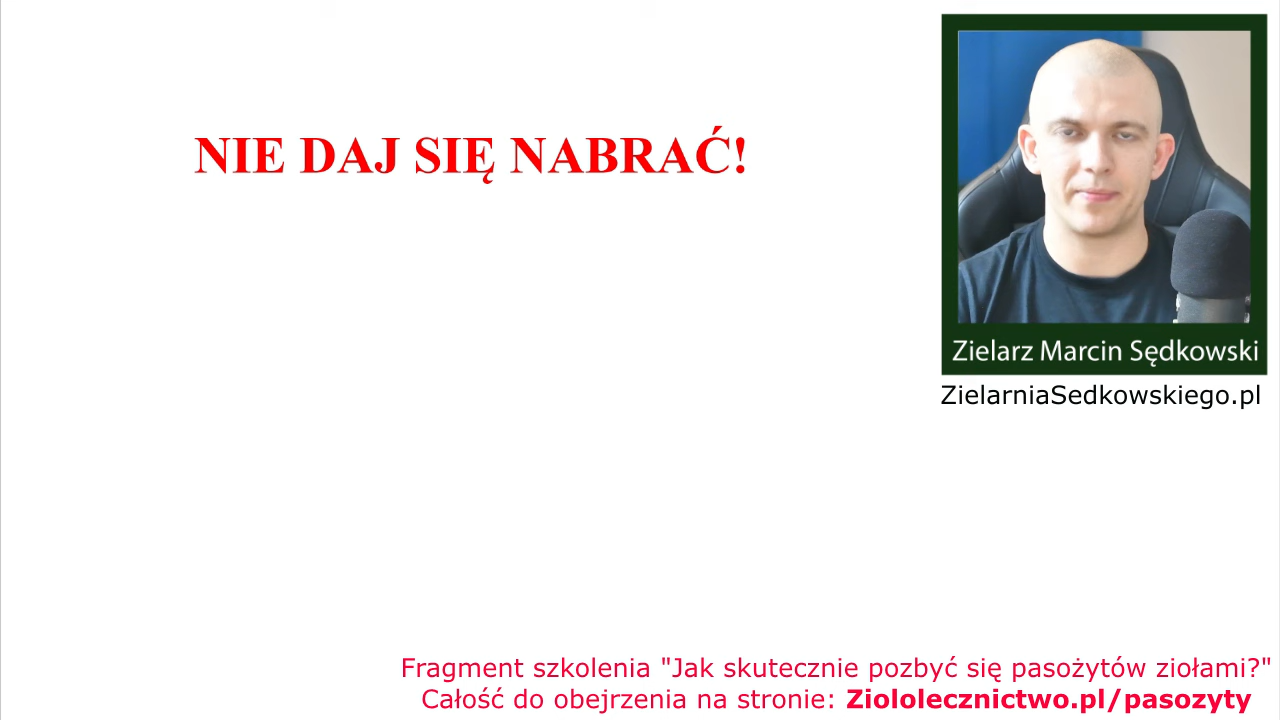 NIE DAJ SIĘ NABRAĆ!
Zielarz Marcin Sędkowski
ZielarniaSedkowskiego.pl
Fragment szkolenia "Jak skutecznie pozbyć się pasożytów ziołami?"
Całość do obejrzenia na stronie: Ziololecznictwo.pl/pasozyty